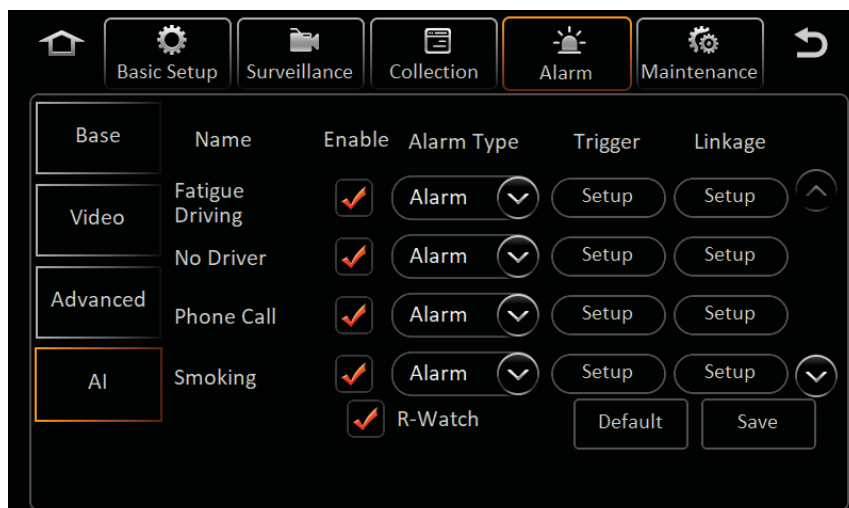 Basic Setup Surveillance Collection Alarm Maintenance
Base
Video
Advanced
AI
Name Enable Alarm Type Trigger Linkage
Fatigue
Driving Alarm Setup Setup
No Driver Alarm Setup Setup
Phone Call Alarm Setup Setup
Smoking Alarm Setup Setup
R-Watch Default Save